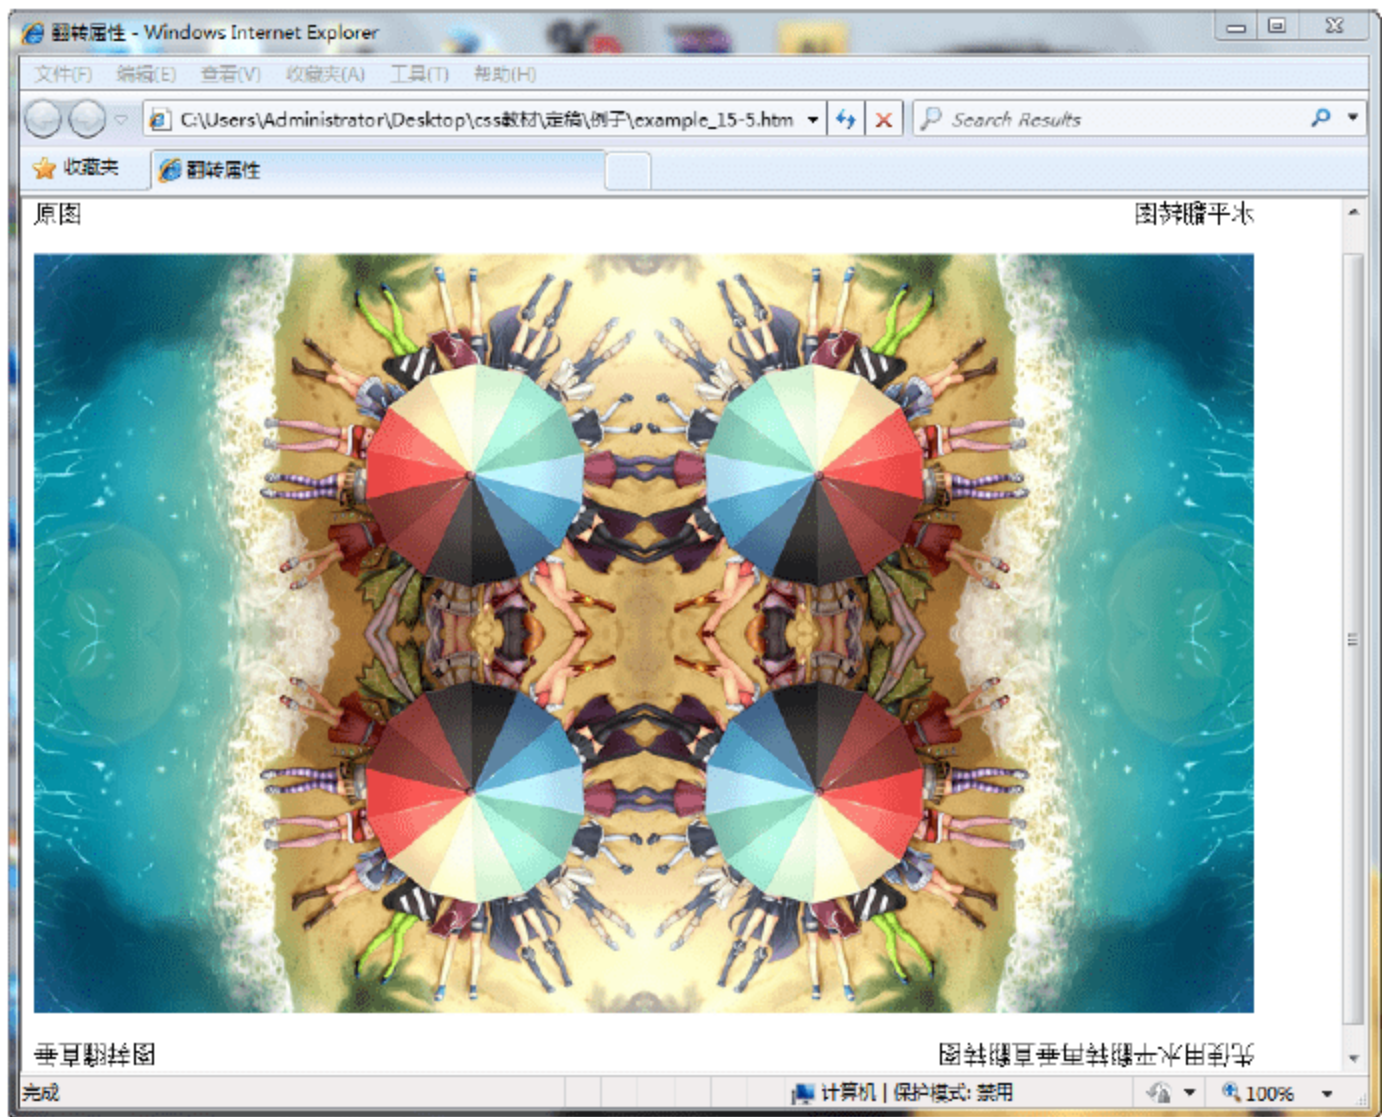 翻转属性 - Windows Internet Explorer
文件(F) 编辑(E) 查看(V) 收藏夹(A) 工具(T) 帮助(H)
C:\Users\Administrator\Desktop\css教材\定稿\例子\example_15-5.htm Search Results
收藏夹 翻转属性
原图 水平翻转图
垂直翻转图 先使用水平翻转再垂直翻转图
完成 计算机 | 保护模式: 禁用 100%